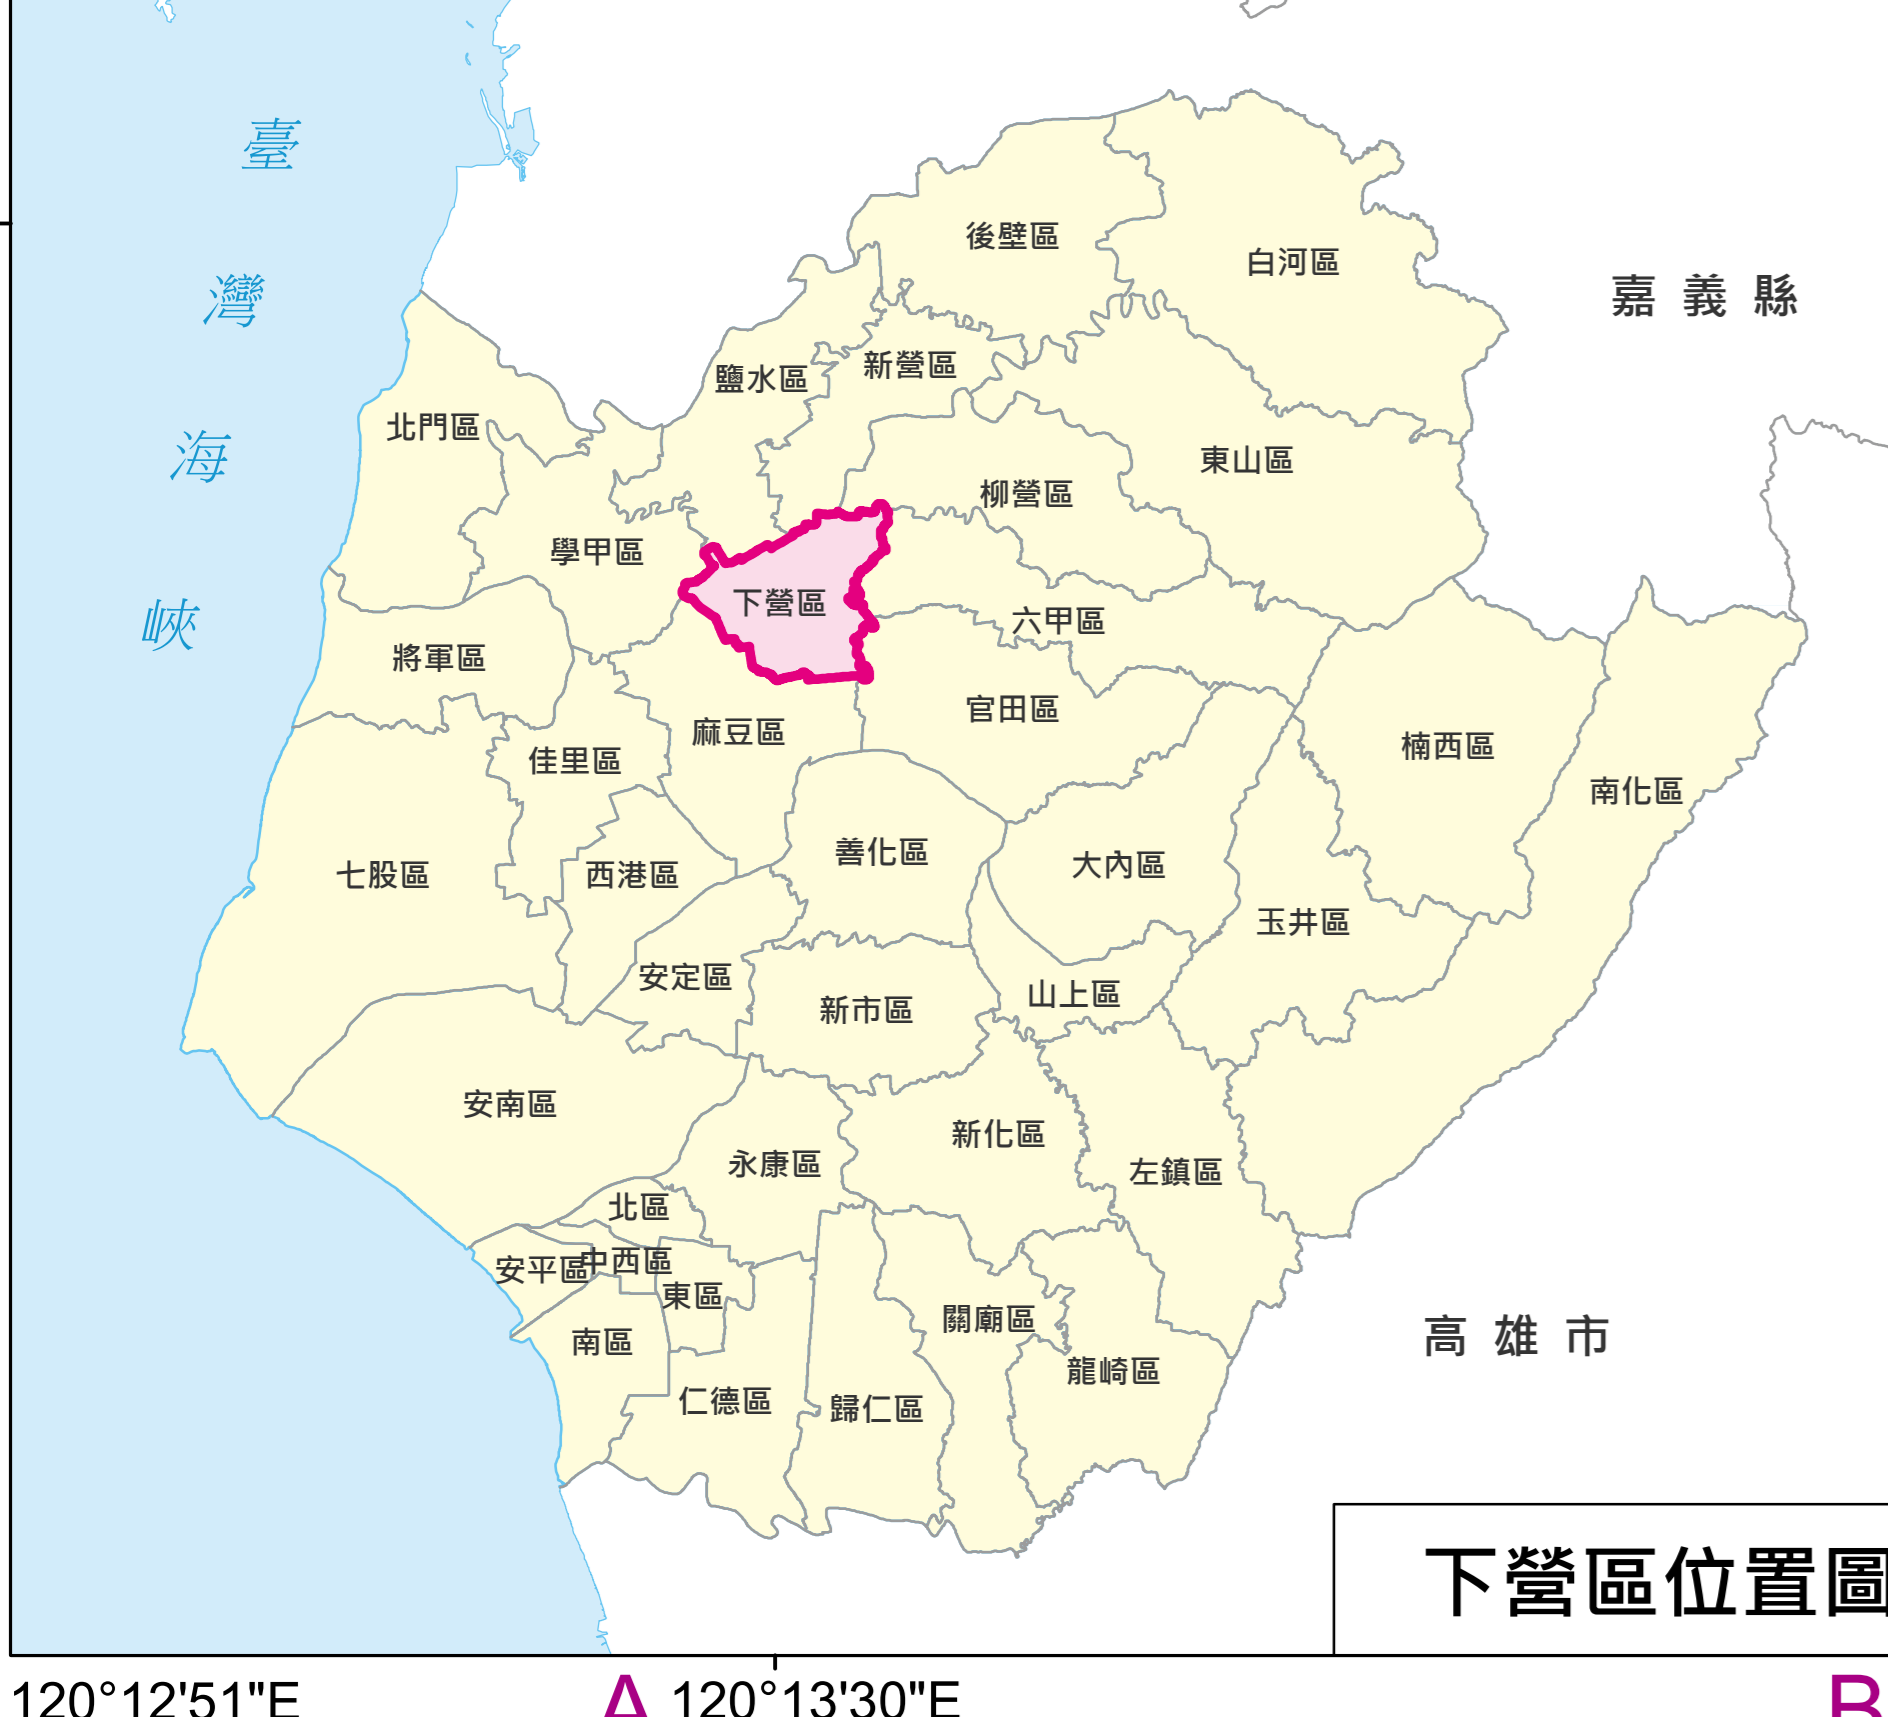 臺灣海峽
後壁區
白河區
嘉義縣
新營區
鹽水區
北門區
東山區
柳營區
學甲區
下營區
六甲區
將軍區
官田區
麻豆區
楠西區
佳里區
南化區
善化區
大內區
七股區
西港區
玉井區
安定區
山上區
新市區
安南區
新化區
永康區
左鎮區
北區
中西區
安平區
東區
關廟區
高雄市
南區
龍崎區
仁德區
歸仁區
下營區位置圖
120°12'51"E
A
120°13'30"E
B